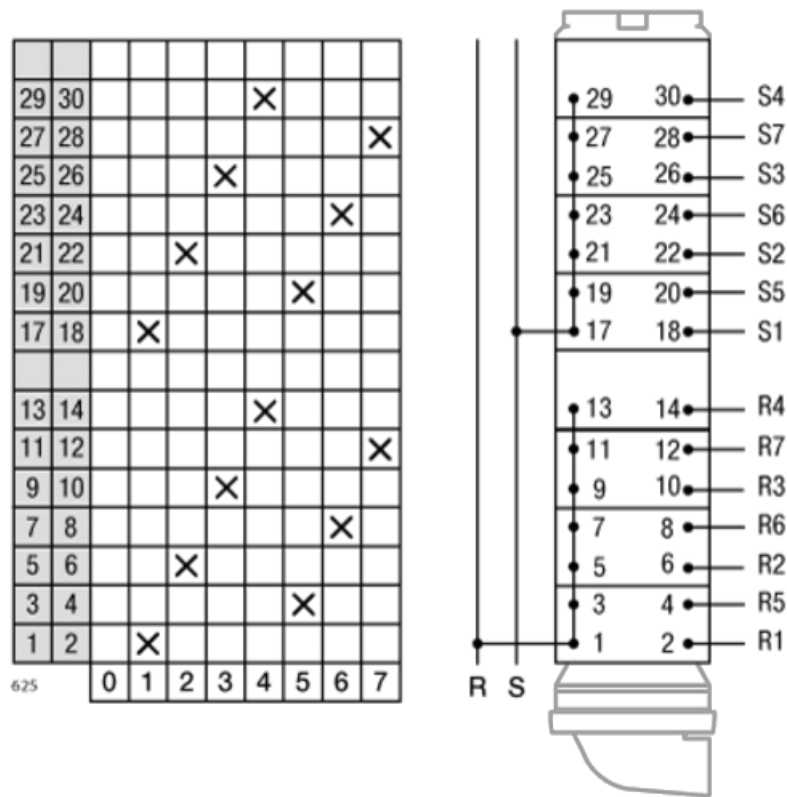 29 30 29 30 S4
27 28 27 28 S7
25 26 25 26 S3
23 24 23 24 S6
21 22 21 22 S2
19 20 19 20 S5
17 18 17 18 S1
13 14 13 14 R4
11 12 11 12 R7
9 10 9 10 R3
7 8 7 8 R6
5 6 5 6 R2
3 4 3 4 R5
1 2 1 2 R1
625 0 1 2 3 4 5 6 7 R S